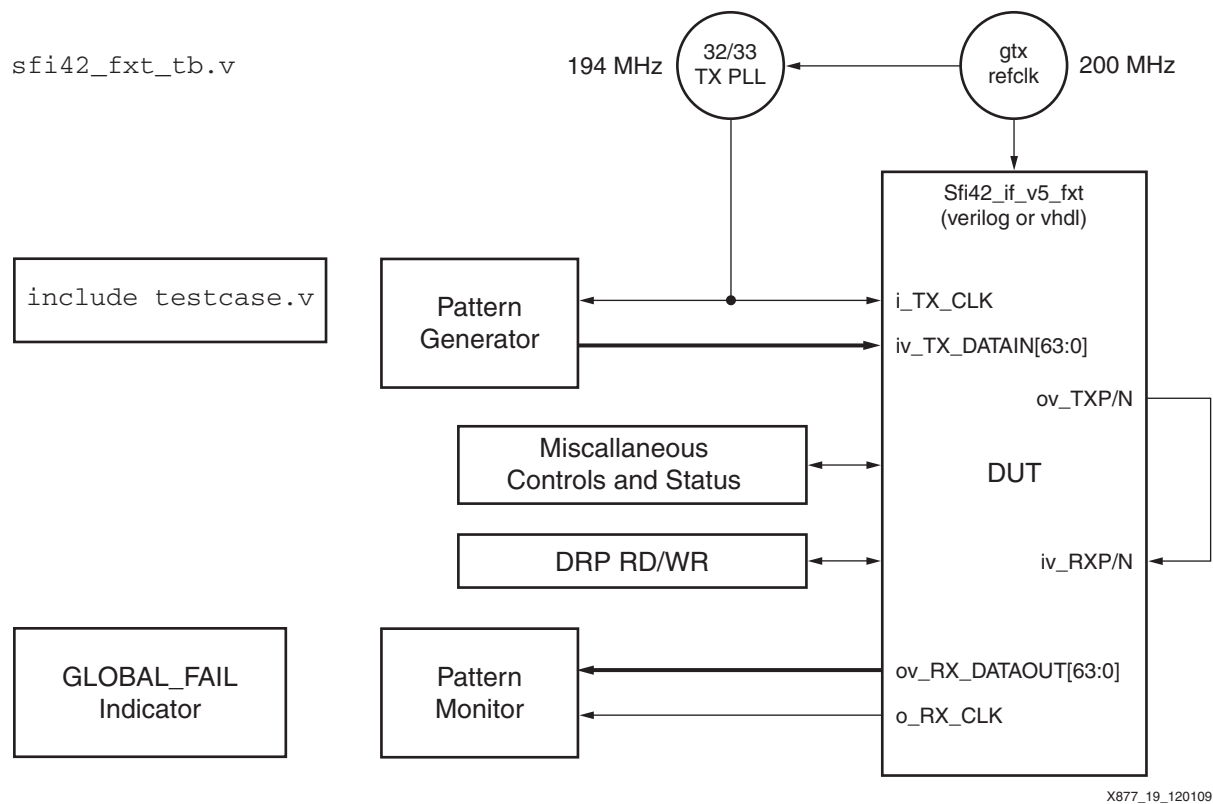 sfi42_fxt_tb.v
194 MHz
32/33
TX PLL
gtx
refclk
200 MHz
Sfi42_if_v5_fxt
(verilog or vhdl)
include testcase.v
Pattern
Generator
i_TX_CLK
iv_TX_DATAIN[63:0]
ov_TXP/N
Miscallaneous
Controls and Status
DUT
DRP RD/WR
iv_RXP/N
GLOBAL_FAIL
Indicator
Pattern
Monitor
ov_RX_DATAOUT[63:0]
o_RX_CLK
X877_19_120109